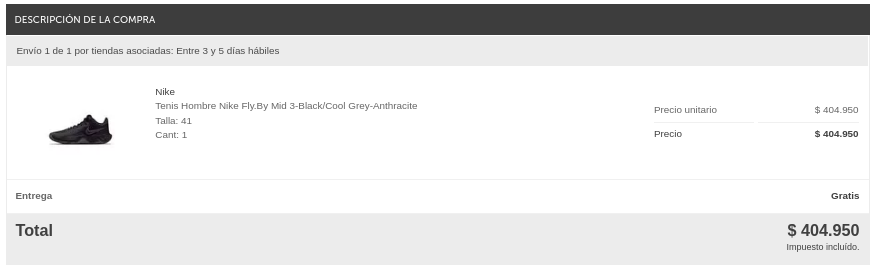 DESCRIPCIÓN DE LA COMPRA
Envío 1 de 1 por tiendas asociadas: Entre 3 y 5 días hábiles
Nike
Tenis Hombre Nike Fly.By Mid 3-Black/Cool Grey-Anthracite
Talla: 41
Cant: 1
Precio unitario $ 404.950
Precio $ 404.950
Entrega Gratis
Total $ 404.950
Impuesto incluído.